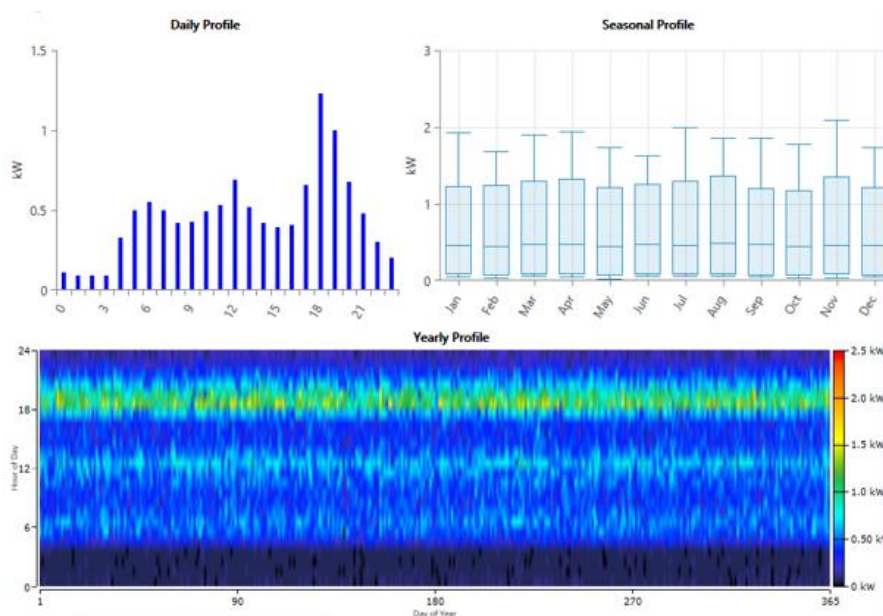 Daily Profile
1.5
1
0.5
0
kW
0 3 6 9 12 15 18 21
Seasonal Profile
3
2
1
0
kW
Jan Feb Mar Apr May Jun Jul Aug Sep Oct Nov Dec
Yearly Profile
24
18
12
6
0
Hour of Day
1 90 180 270 365
Day of Year
2.5 kW
2.0 kW
1.5 kW
1.0 kW
0.50 kW
0 kW